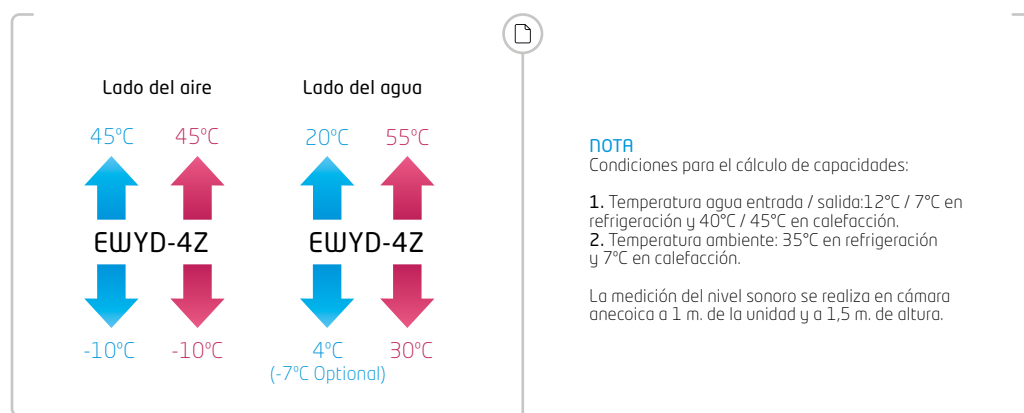 Lado del aire
Lado del agua
45ºC 45ºC
20ºC 55ºC
EWYD-4Z
EWYD-4Z
-10ºC -10ºC
4ºC 30ºC
(-7ºC Optional)
NOTA
Condiciones para el cálculo de capacidades:
1. Temperatura agua entrada / salida:12ºC / 7ºC en
refrigeración y 40ºC / 45ºC en calefacción.
2. Temperatura ambiente: 35ºC en refrigeración
y 7ºC en calefacción.
La medición del nivel sonoro se realiza en cámara
anecoica a 1 m. de la unidad y a 1,5 m. de altura.